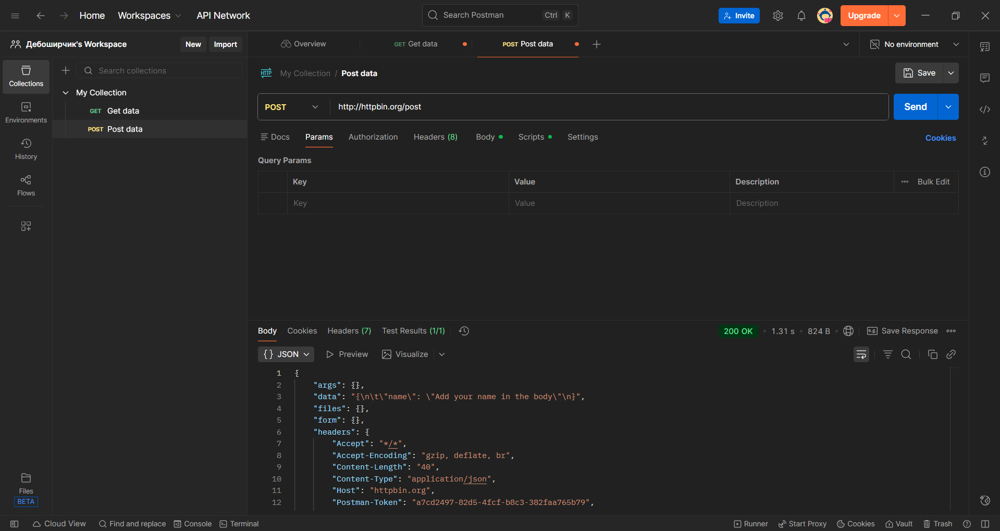 Home Workspaces API Network Search Postman Ctrl K Invite Upgrade
Дебоширчик's Workspace New Import Overview GET Get data POST Post data No environment
Collections Search collections My Collection / Post data Save
My Collection
GET Get data
POST Post data
Environments
History
Flows
Files
BETA
POST http://httpbin.org/post Send
Docs Params Authorization Headers (8) Body Scripts Settings Cookies
Query Params
Key Value Description Bulk Edit
Key Value Description
Body Cookies Headers (7) Test Results (1/1) 200 OK 1.31 s 824 B e.g. Save Response
{} JSON Preview Visualize
1 {
2 "args": {},
3 "data": "{\n\t\"name\": \"Add your name in the body\"\n}",
4 "files": {},
5 "form": {},
6 "headers": {
7 "Accept": "*/*",
8 "Accept-Encoding": "gzip, deflate, br",
9 "Content-Length": "40",
10 "Content-Type": "application/json",
11 "Host": "httpbin.org",
12 "Postman-Token": "a7cd2497-82d5-4fcf-b8c3-382faa765b79",
Cloud View Find and replace Console Terminal Runner Start Proxy Cookies Vault Trash